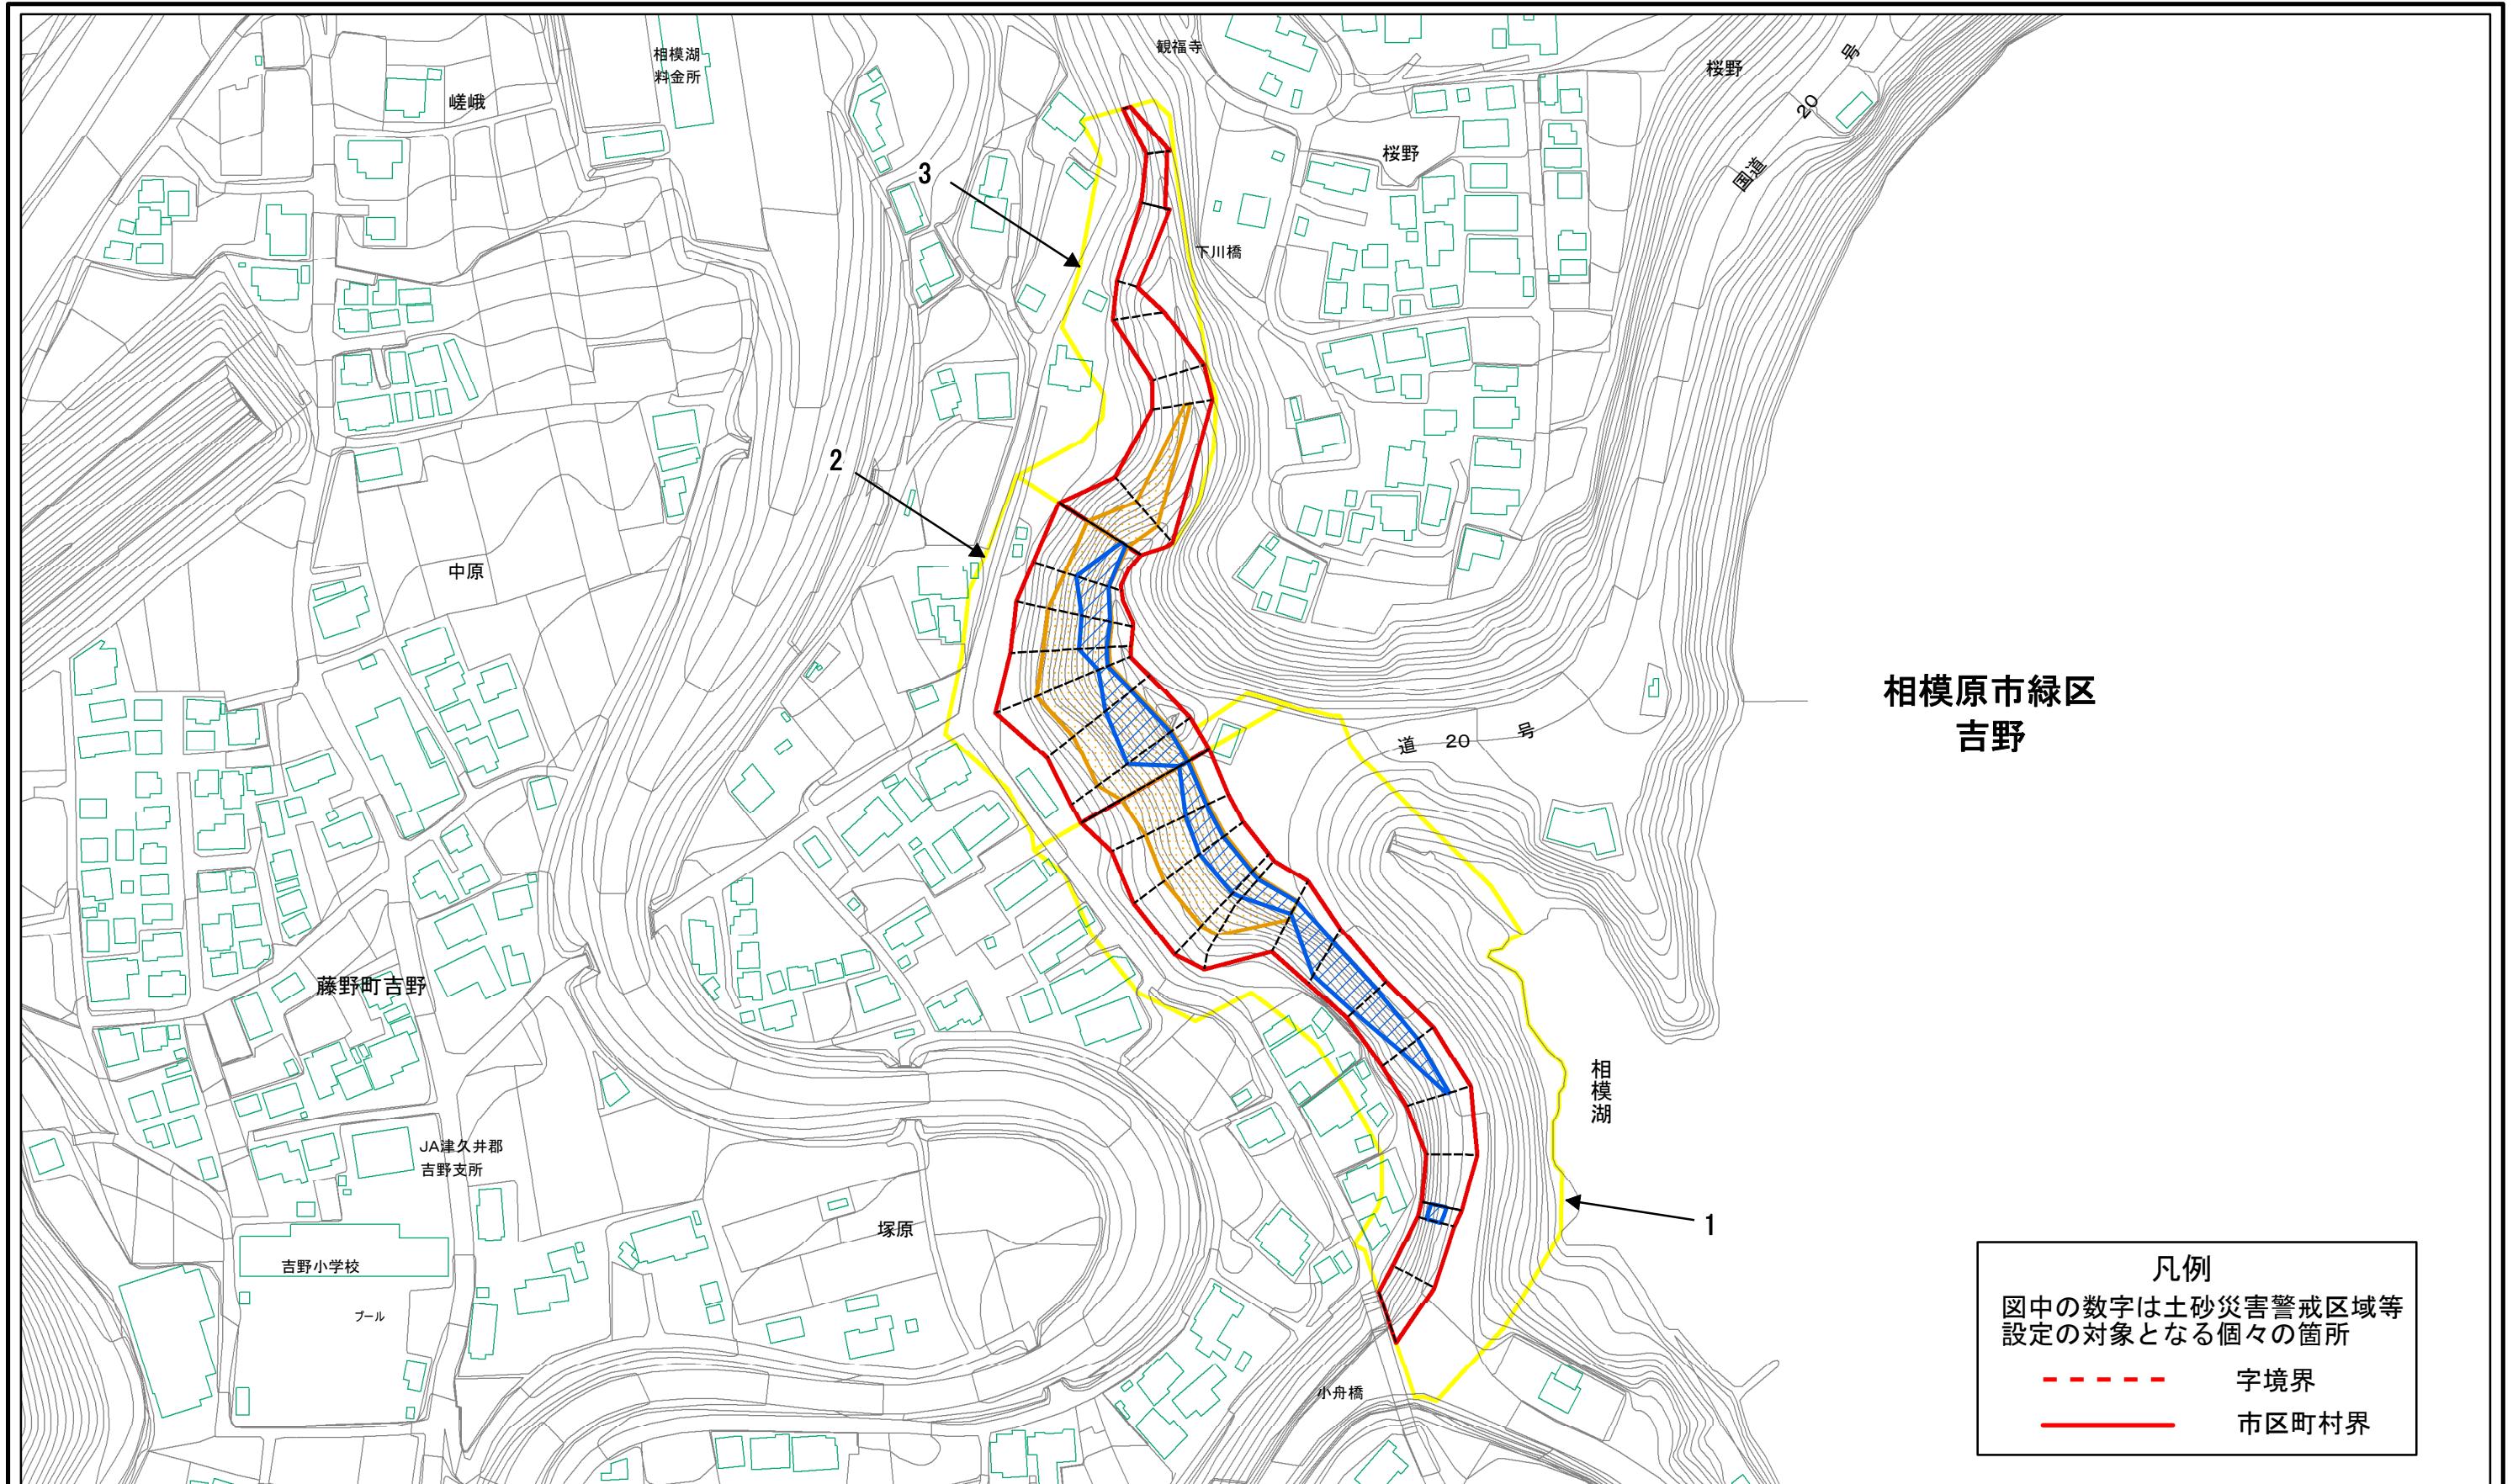 相模湖
料金所
観福寺
桜野
号
20
国道
嵯峨
桜野
3
下川橋
2
中原
相模原市緑区
吉野
道 20 号
藤野町吉野
相模湖
JA津久井郡
吉野支所
1
塚原
吉野小学校
プール
小舟橋
凡例
図中の数字は土砂災害警戒区域等
設定の対象となる個々の箇所
字境界
市区町村界